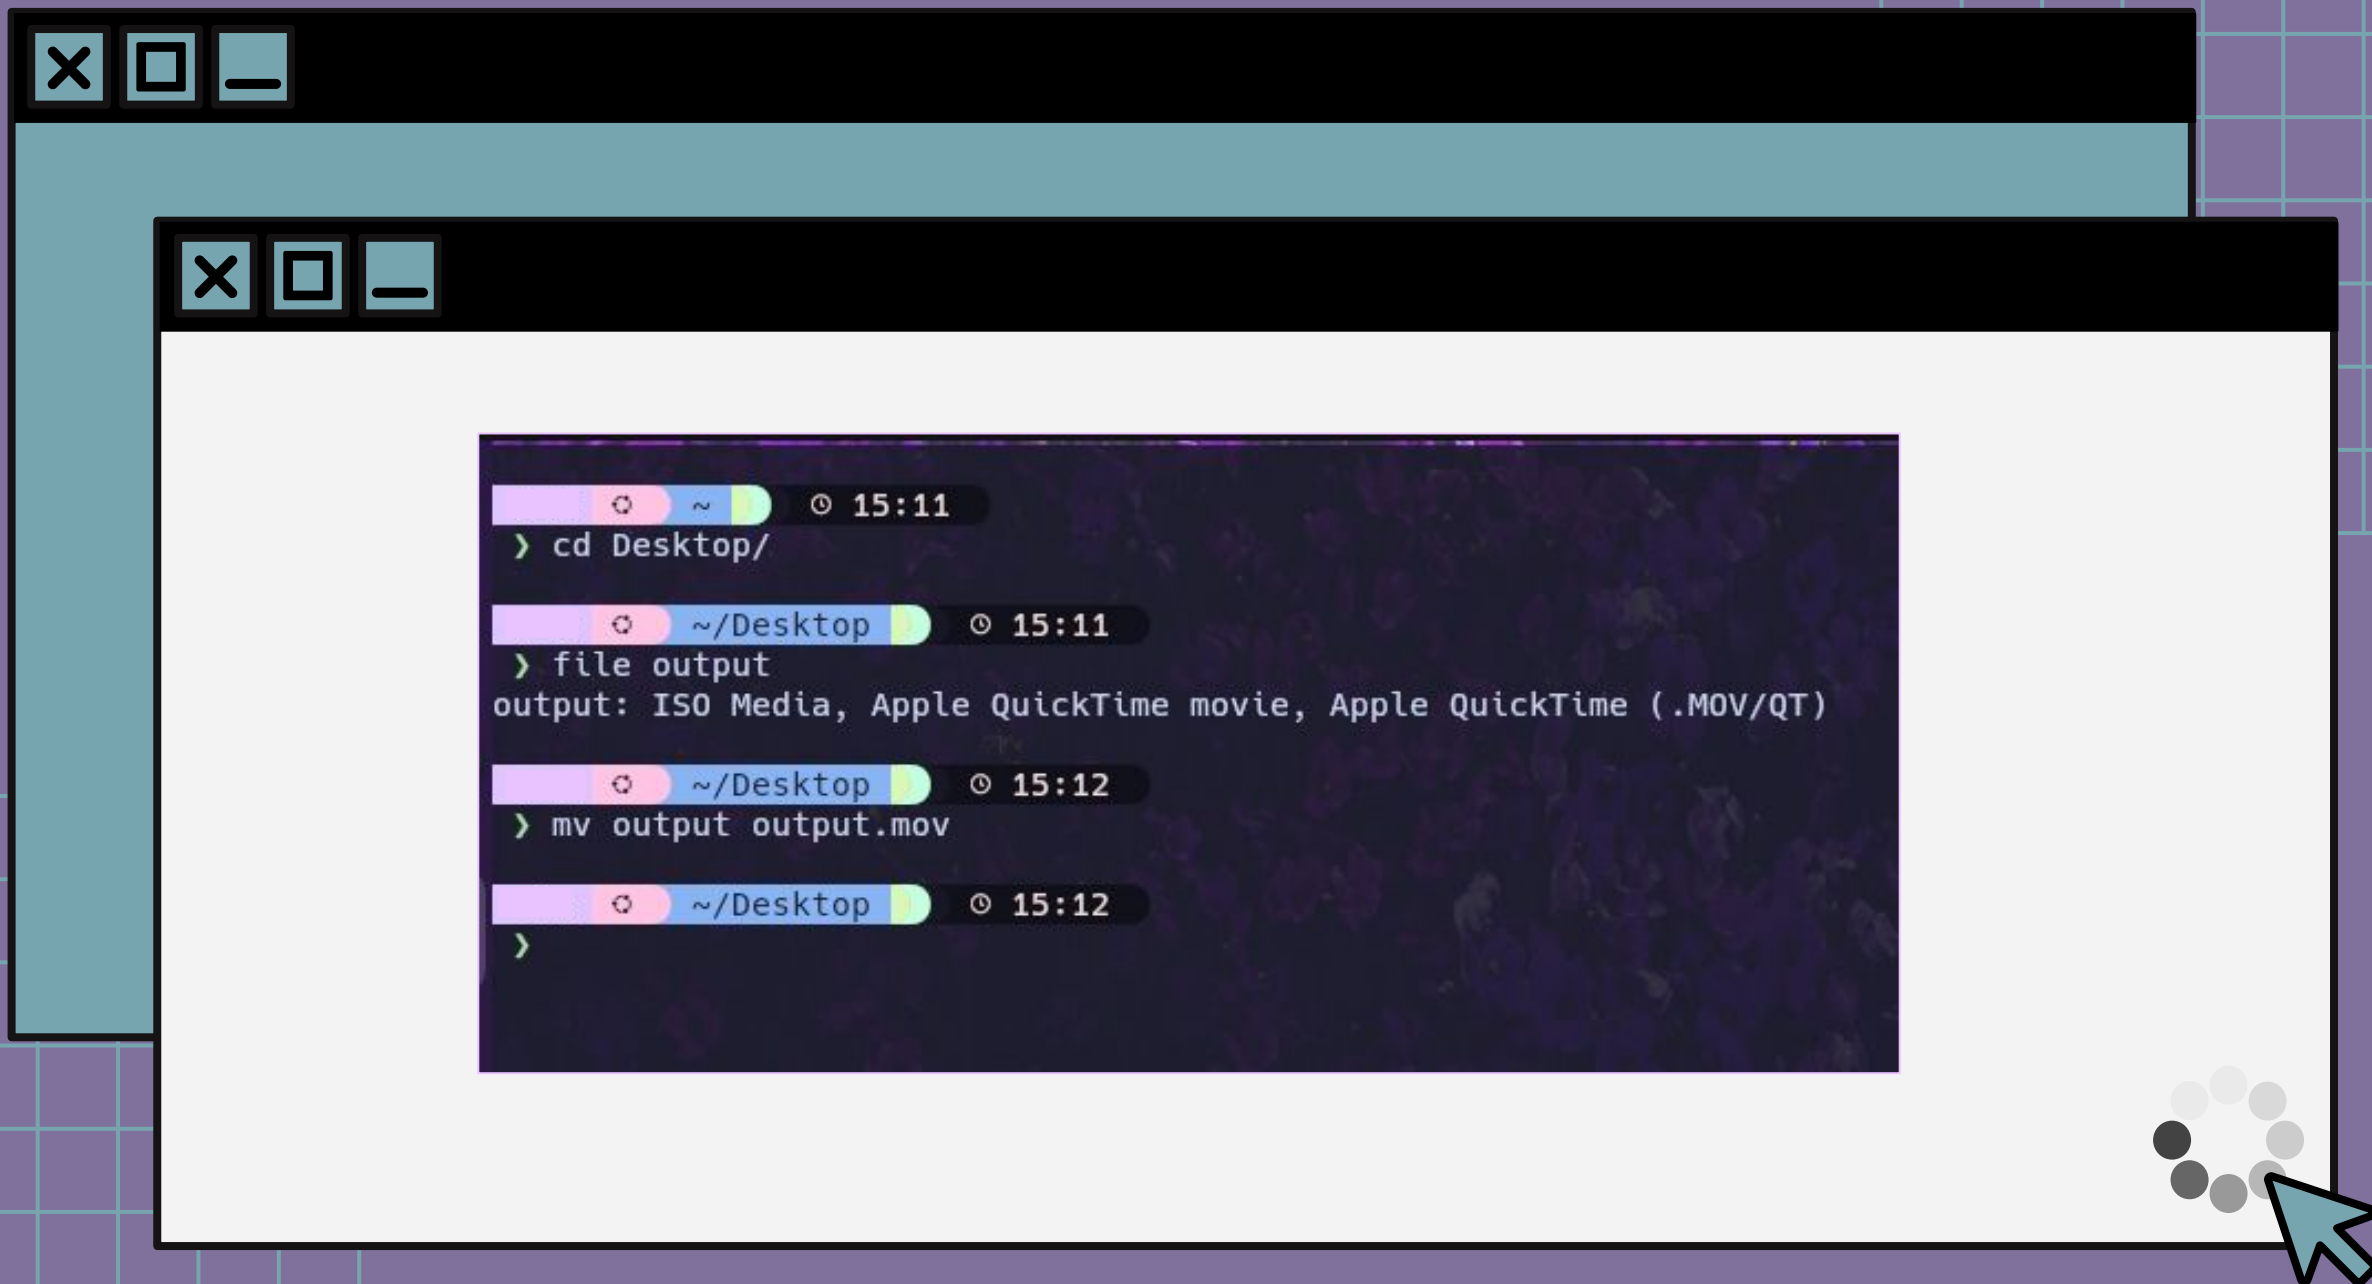 ~ 15:11
❯ cd Desktop/
~/Desktop 15:11
❯ file output
output: ISO Media, Apple QuickTime movie, Apple QuickTime (.MOV/QT)
~/Desktop 15:12
❯ mv output output.mov
~/Desktop 15:12
❯